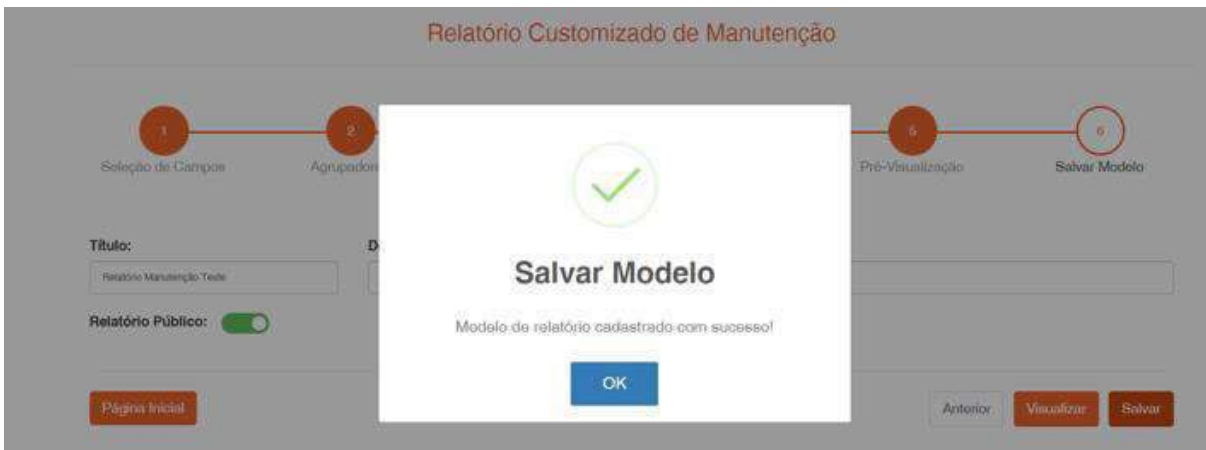 Relatório Customizado de Manutenção
1
2
5
6
Seleção de Campos
Agrupador
Pré-Visualização
Salvar Modelo
Título:
D
Relatório Manutenção Teste
Salvar Modelo
Relatório Público:
Modelo de relatório cadastrado com sucesso!
OK
Página Inicial
Anterior
Visualizar
Salvar